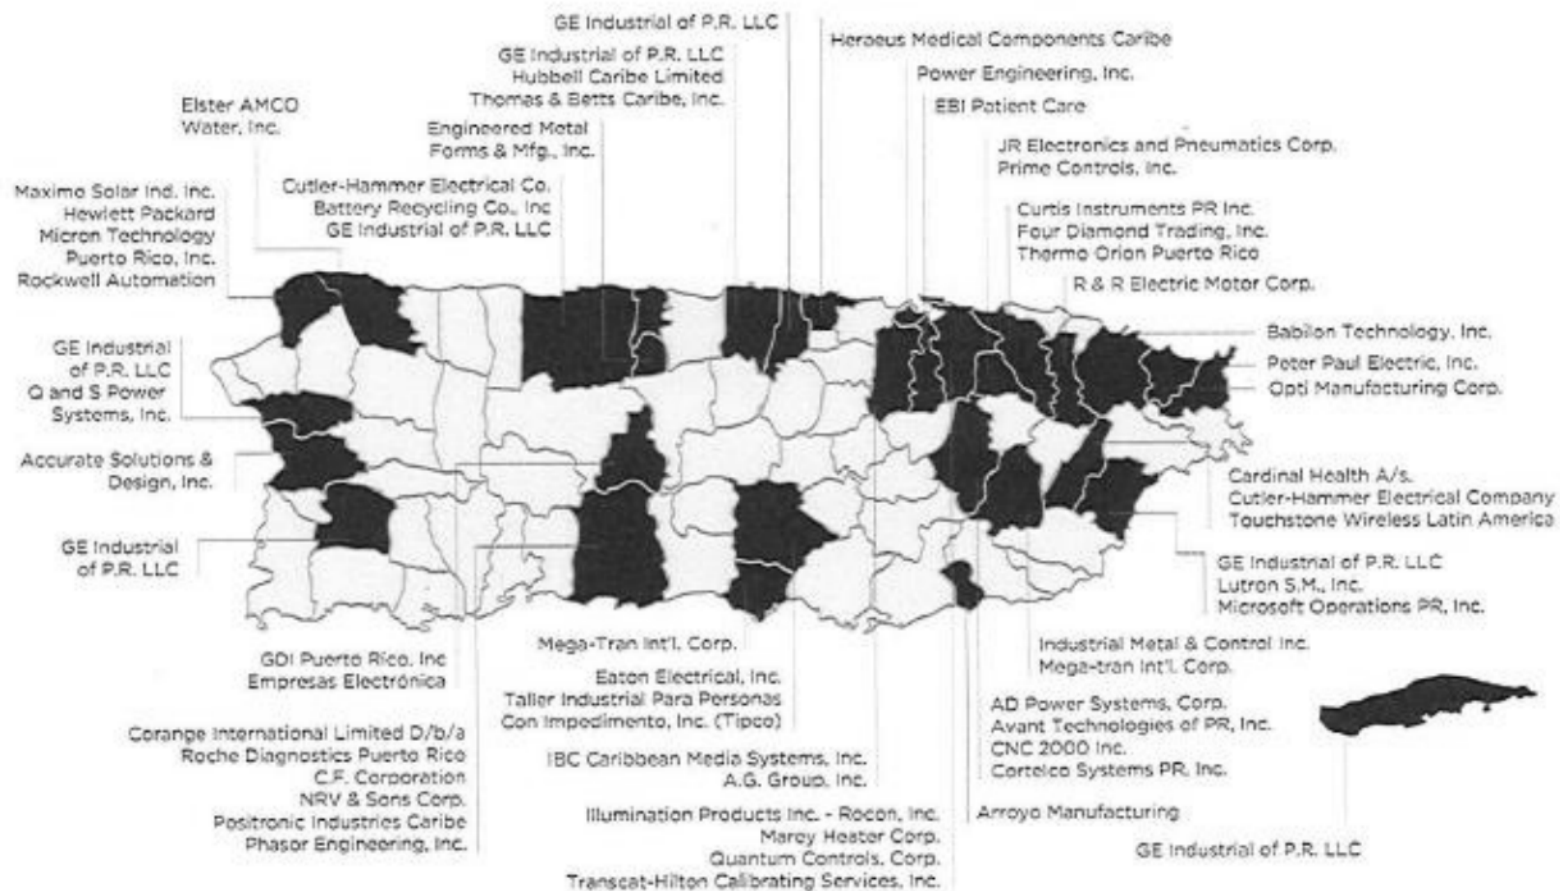 GE Industrial of P.R. LLC
Heraeus Medical Components Caribe
GE Industrial of P.R. LLC
Hubbell Caribe Limited
Thomas & Betts Caribe, Inc.
Power Engineering, Inc.
EBI Patient Care
Elster AMCO
Water, Inc.
Engineered Metal
Forms & Mfg., Inc.
JR Electronics and Pneumatics Corp.
Prime Controls, Inc.
Maximo Solar Ind. Inc.
Hewlett Packard
Micron Technology
Puerto Rico, Inc.
Rockwell Automation
Cutler-Hammer Electrical Co.
Battery Recycling Co., Inc
GE Industrial of P.R. LLC
Curtis Instruments PR Inc.
Four Diamond Trading, Inc.
Thermo Orion Puerto Rico
R & R Electric Motor Corp.
Babilon Technology, Inc.
Peter Paul Electric, Inc.
Opti Manufacturing Corp.
GE Industrial
of P.R. LLC
Q and S Power
Systems, Inc.
Accurate Solutions &
Design, Inc.
GE Industrial
of P.R. LLC
Cardinal Health A/s.
Cutler-Hammer Electrical Company
Touchstone Wireless Latin America
GE Industrial of P.R. LLC
Lutron S.M., Inc.
Microsoft Operations PR, Inc.
GDI Puerto Rico, Inc
Empresas Electrónica
Mega-Tran Int'l. Corp.
Eaton Electrical, Inc.
Taller Industrial Para Personas
Con Impedimento, Inc. (Tipco)
Industrial Metal & Control Inc.
Mega-tran Int'l. Corp.
Corange International Limited D/b/a
Roche Diagnostics Puerto Rico
C.F. Corporation
NRV & Sons Corp.
Positronic Industries Caribe
Phasor Engineering, Inc.
IBC Caribbean Media Systems, Inc.
A.G. Group, Inc.
AD Power Systems, Corp.
Avant Technologies of PR, Inc.
CNC 2000 Inc.
Cortelco Systems PR, Inc.
Illumination Products Inc. - Rocon, Inc.
Marey Heater Corp.
Quantum Controls, Corp.
Transcat-Hilton Calibrating Services, Inc.
Arroyo Manufacturing
GE Industrial of P.R. LLC